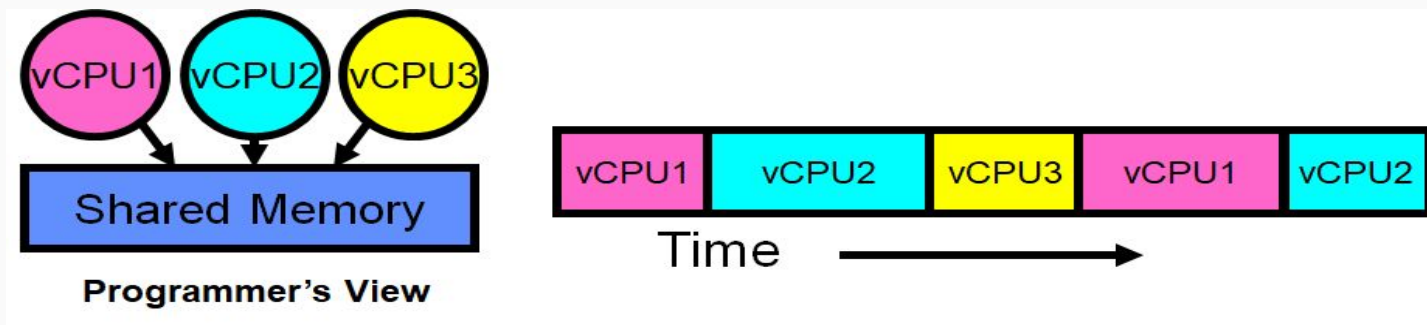 vCPU1 vCPU2 vCPU3
Shared Memory
Programmer's View
vCPU1 vCPU2 vCPU3 vCPU1 vCPU2
Time